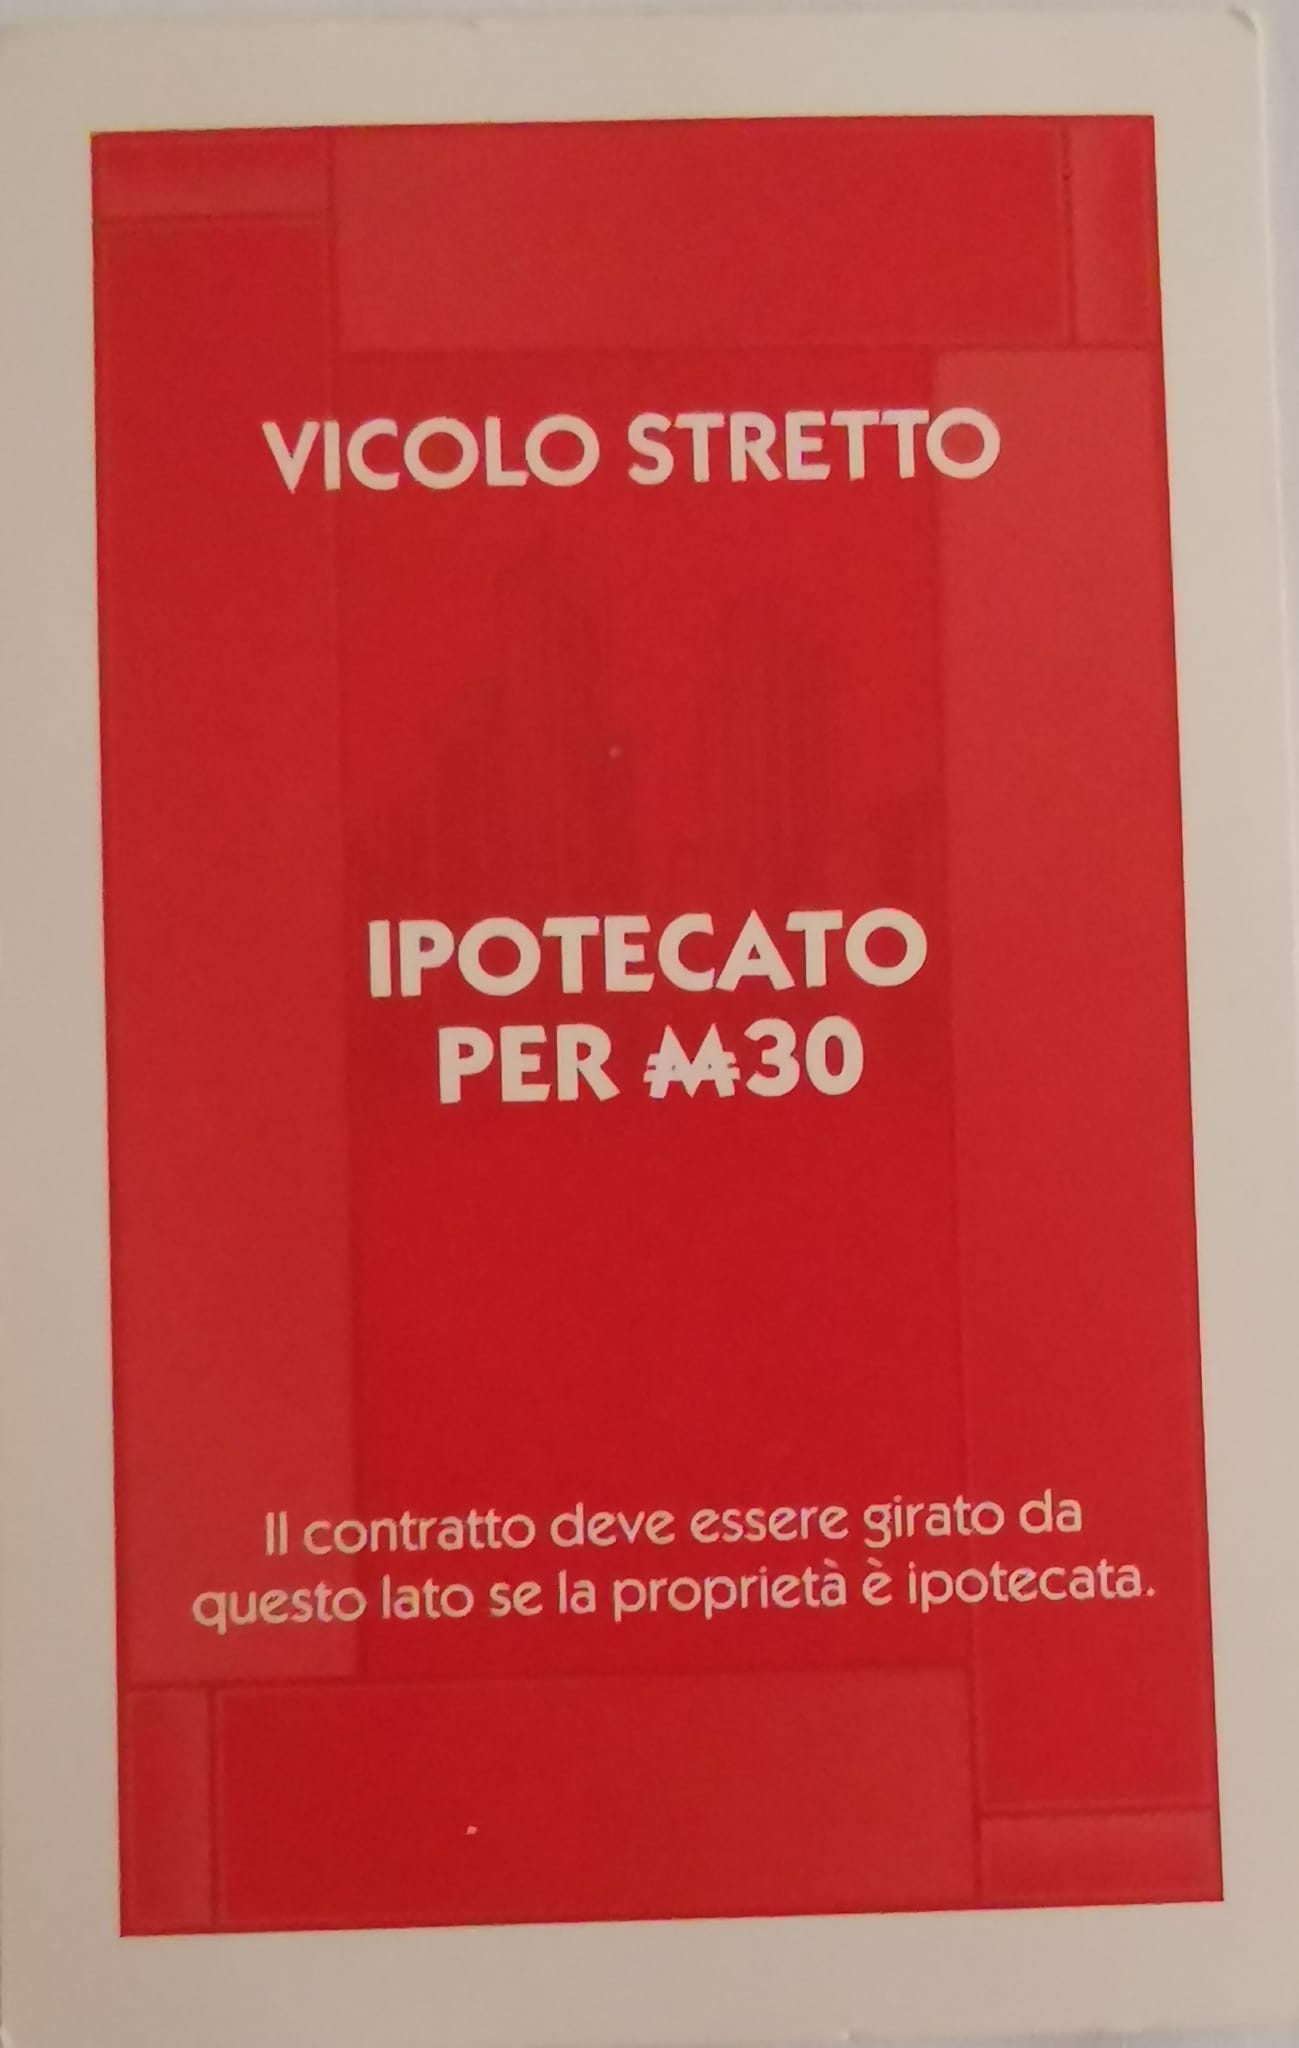 VICOLO STRETTO
IPOTECATO
PER ₩30
Il contratto deve essere girato da
questo lato se la proprietà è ipotecata.